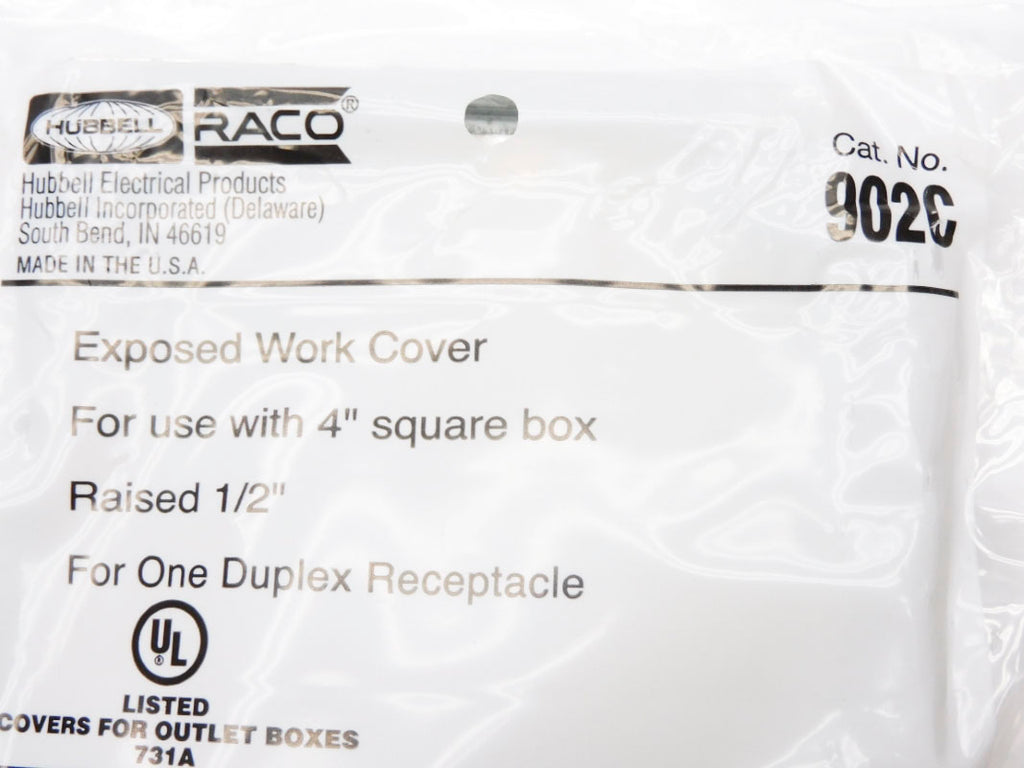 HUBBELL RACO®
Hubbell Electrical Products
Hubbell Incorporated (Delaware)
South Bend, IN 46619
MADE IN THE U.S.A.
Cat. No.
902C
Exposed Work Cover
For use with 4" square box
Raised 1/2"
For One Duplex Receptacle
UL®
LISTED
COVERS FOR OUTLET BOXES
731A